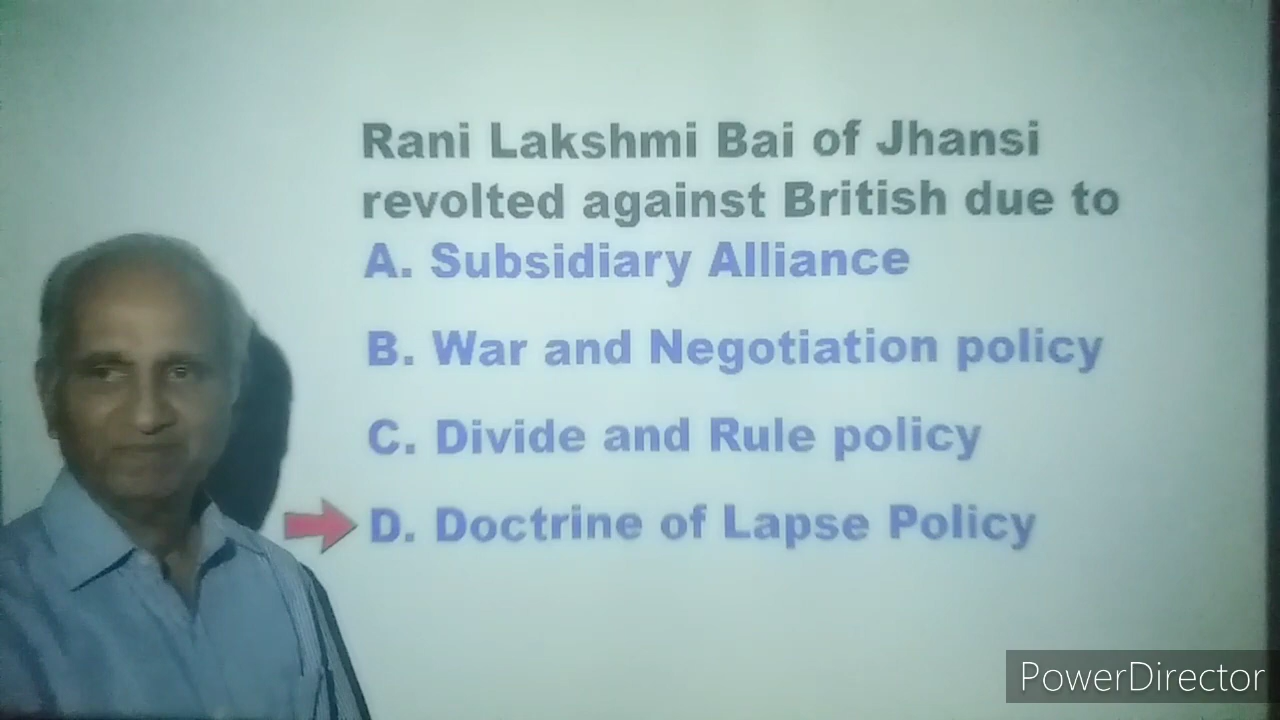 Rani Lakshmi Bai of Jhansi
revolted against British due to
A. Subsidiary Alliance
B. War and Negotiation policy
C. Divide and Rule policy
D. Doctrine of Lapse Policy
PowerDirector